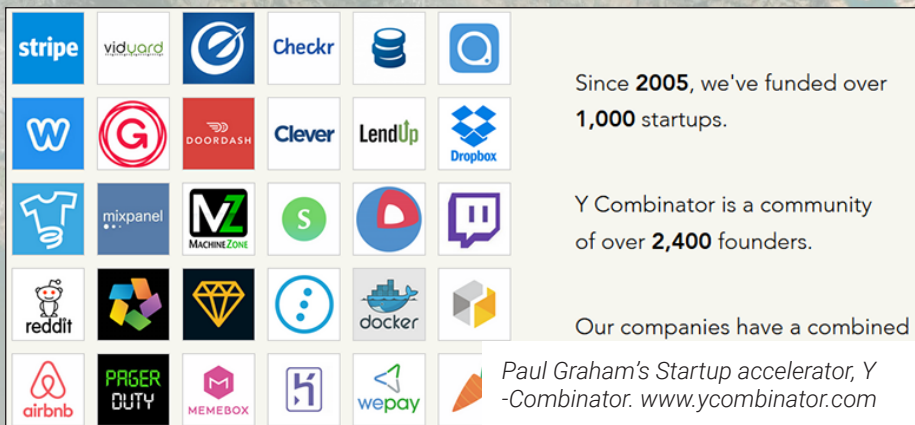 stripe
vidyard
Checkr
W
G
DOORDASH
Clever
LendUp
Dropbox
mixpanel
MZ
MACHINE ZONE
S
reddit
docker
airbnb
PAGER
DUTY
MEMEBOX
wepay
Since 2005, we've funded over
1,000 startups.
Y Combinator is a community
of over 2,400 founders.
Our companies have a combined
Paul Graham’s Startup accelerator, Y
-Combinator. www.ycombinator.com